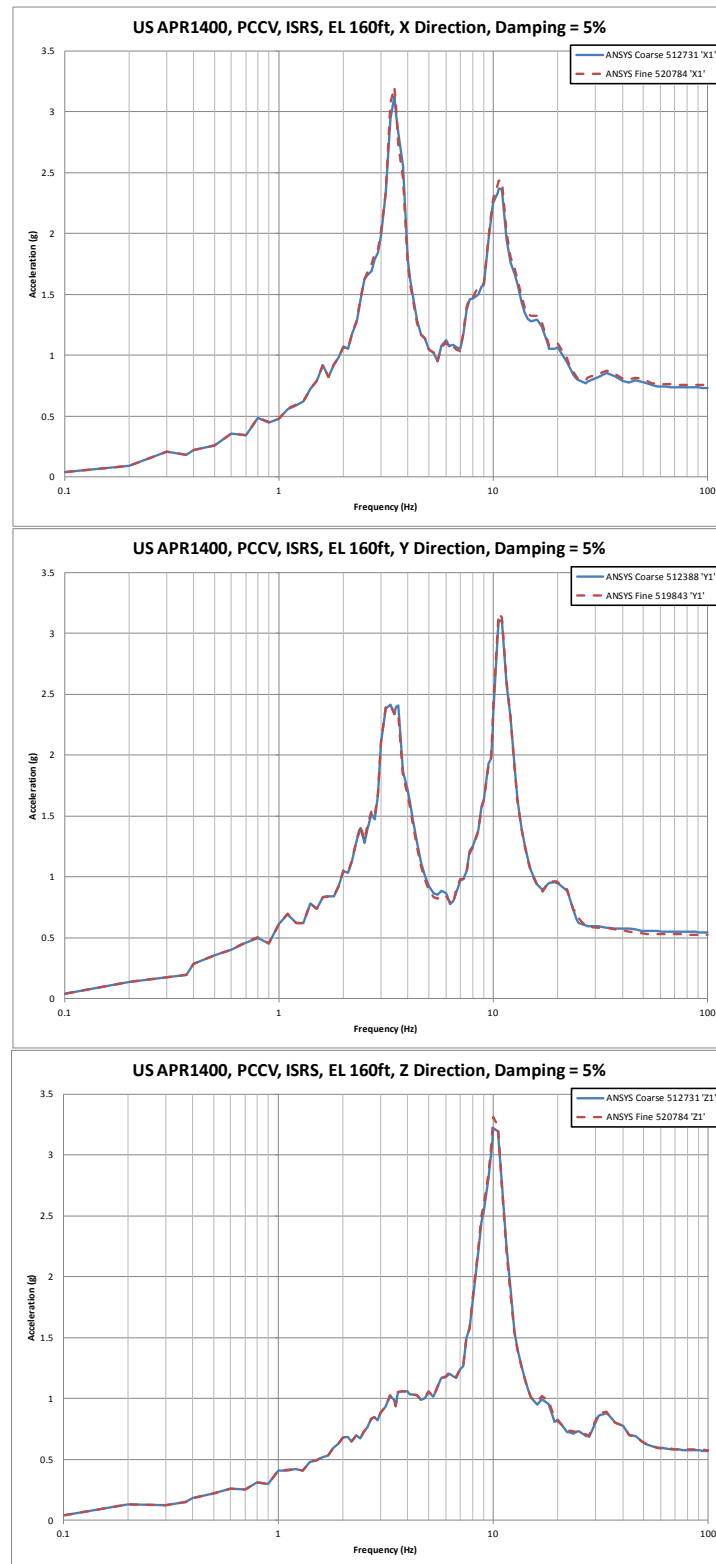 US APR1400, PCCV, ISRS, EL 160ft, X Direction, Damping = 5%
ANSYS Coarse 512731 'X1'
ANSYS Fine 520784 'X1'
3.5
3
2.5
2
1.5
1
0.5
0
Acceleration (g)
0.1 1 10 100
Frequency (Hz)
US APR1400, PCCV, ISRS, EL 160ft, Y Direction, Damping = 5%
ANSYS Coarse 512388 'Y1'
ANSYS Fine 519843 'Y1'
3.5
3
2.5
2
1.5
1
0.5
0
Acceleration (g)
0.1 1 10 100
Frequency (Hz)
US APR1400, PCCV, ISRS, EL 160ft, Z Direction, Damping = 5%
ANSYS Coarse 512731 'Z1'
ANSYS Fine 520784 'Z1'
3.5
3
2.5
2
1.5
1
0.5
0
Acceleration (g)
0.1 1 10 100
Frequency (Hz)